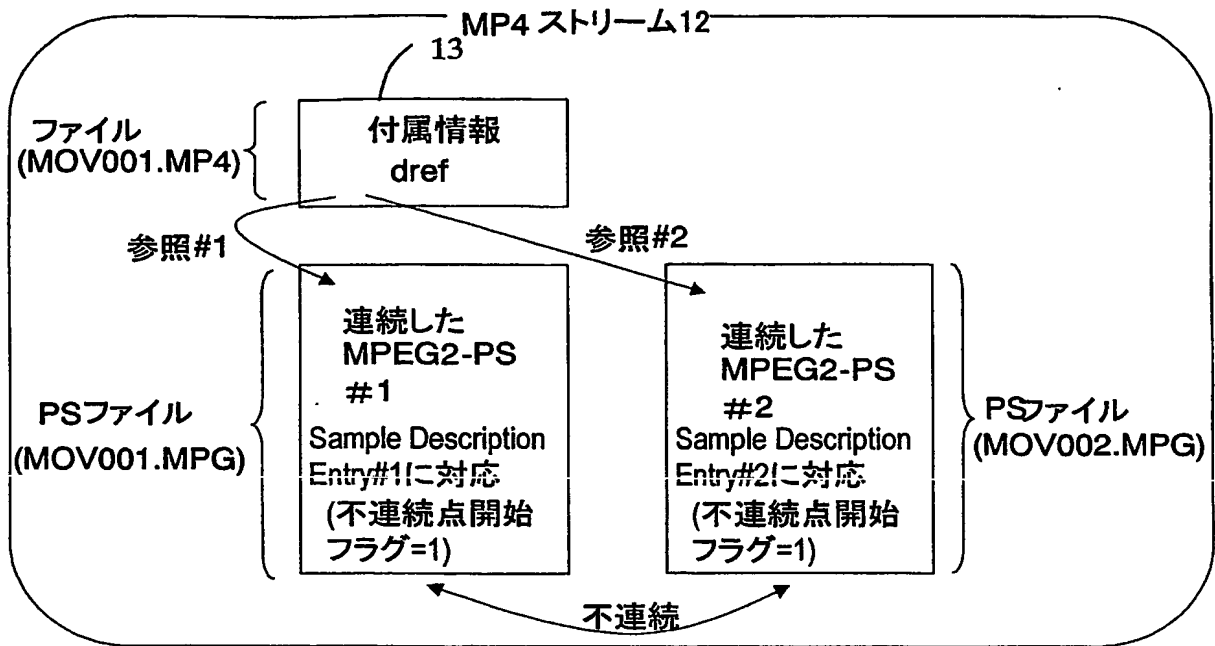 MP4 ストリーム12
13
付属情報
dref
ファイル
(MOV001.MP4)
参照#1
参照#2
連続した
MPEG2-PS
#1
Sample Description
Entry#1に対応
(不連続点開始
フラグ=1)
PSファイル
(MOV001.MPG)
連続した
MPEG2-PS
#2
Sample Description
Entry#2に対応
(不連続点開始
フラグ=1)
PSファイル
(MOV002.MPG)
不連続